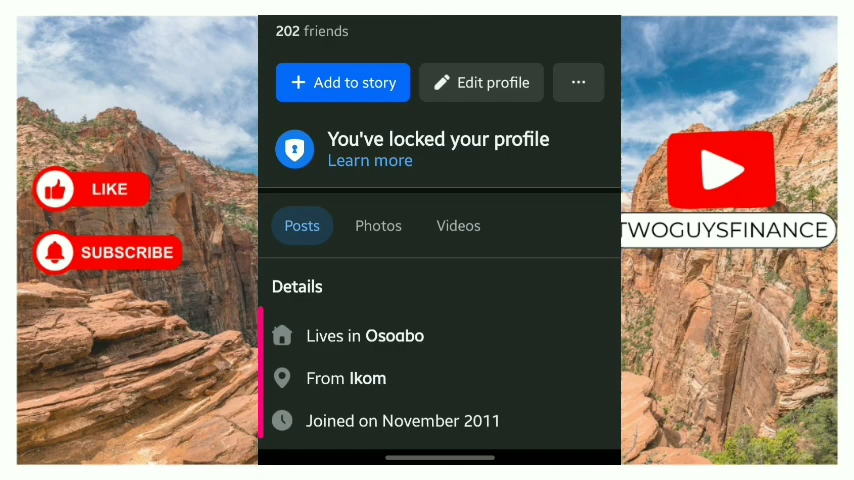 202 friends
Add to story
Edit profile
You've locked your profile
Learn more
LIKE
SUBSCRIBE
TWOGUYSFINANCE
Posts
Photos
Videos
Details
Lives in Osoabo
From Ikom
Joined on November 2011